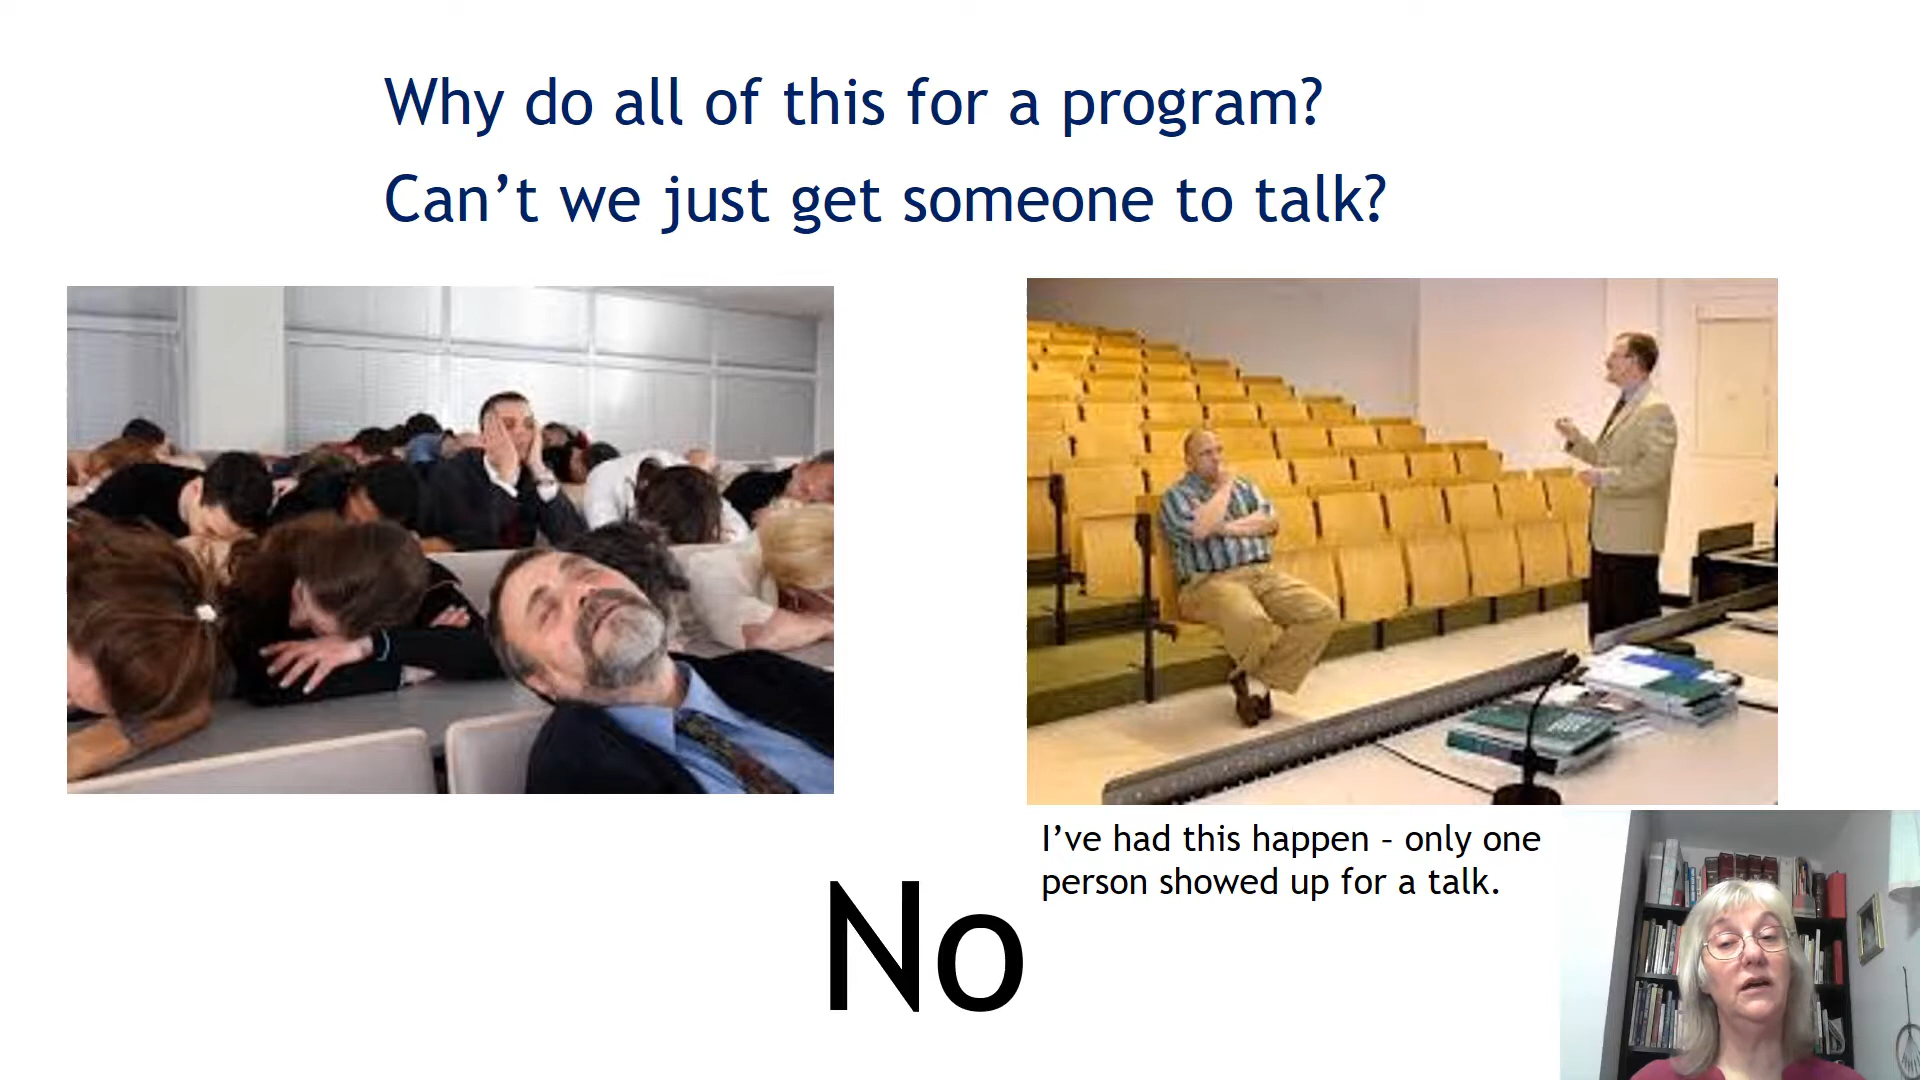 Why do all of this for a program?
Can’t we just get someone to talk?
I’ve had this happen – only one
person showed up for a talk.
No